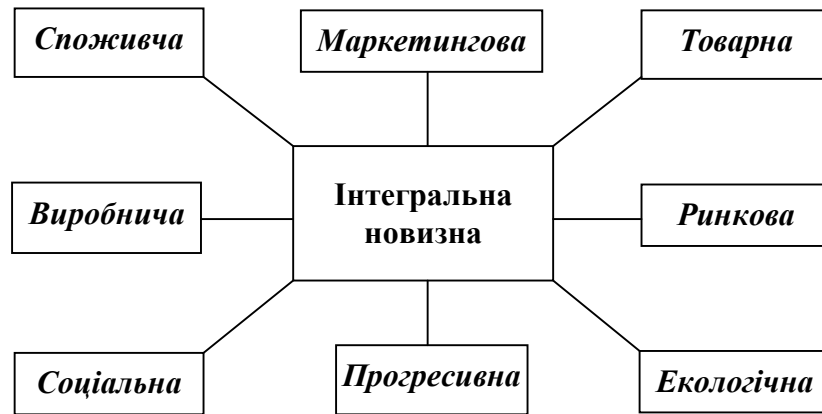 Споживча
Маркетингова
Товарна
Виробнича
Інтегральна
новизна
Ринкова
Соціальна
Прогресивна
Екологічна